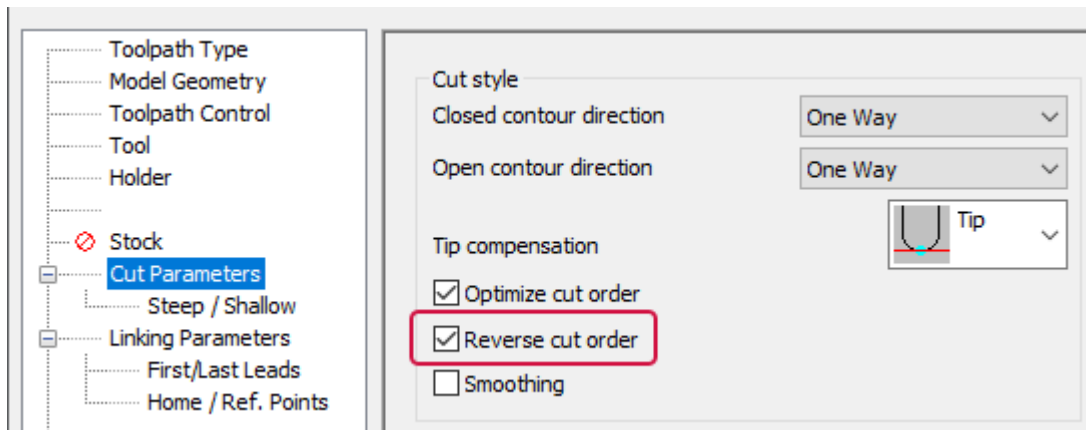 Toolpath Type
Model Geometry
Toolpath Control
Tool
Holder
Stock
Cut Parameters
Steep / Shallow
Linking Parameters
First/Last Leads
Home / Ref. Points
Cut style
Closed contour direction One Way
Open contour direction One Way
Tip compensation Tip
Optimize cut order
Reverse cut order
Smoothing